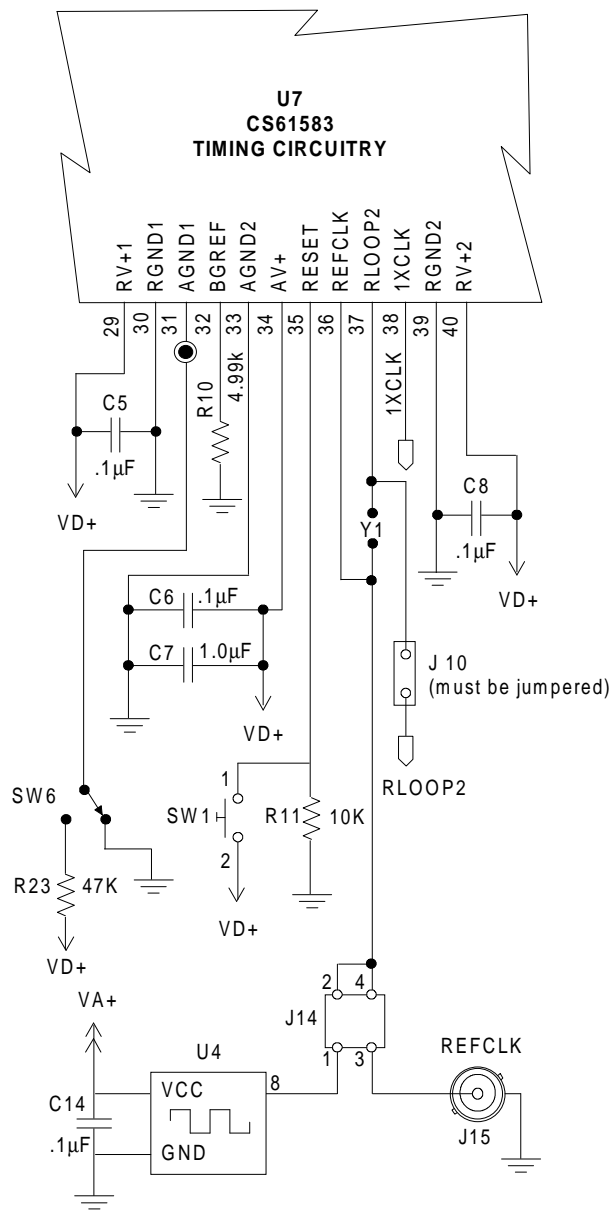 U7
CS61583
TIMING CIRCUITRY
RV+1
RGND1
AGND1
BGREF
AGND2
AV+
RESET
REFCLK
RLOOP2
1XCLK
RGND2
RV+2
29
30
31
32
33
34
35
36
37
38
39
40
C5
.1µF
VD+
R10
4.99k
1XCLK
Y1
C8
.1µF
VD+
C6
.1µF
C7
1.0µF
VD+
J 10
(must be jumpered)
RLOOP2
SW6
R23
47K
VD+
1
SW1
2
VD+
R11
10K
VA+
C14
.1µF
U4
VCC
GND
8
J14
2
4
1
3
REFCLK
J15